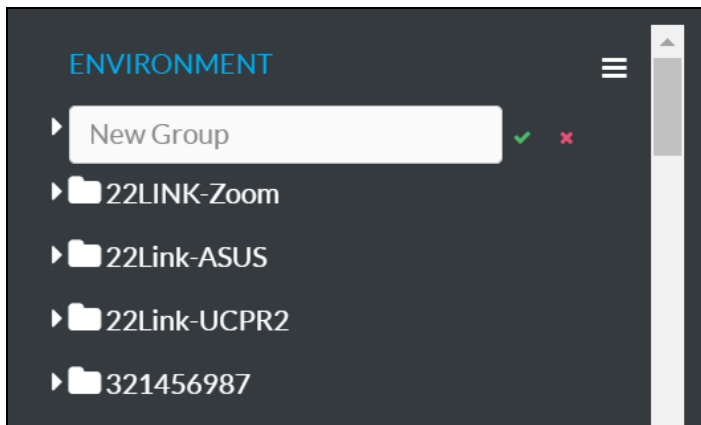 ENVIRONMENT
New Group
22LINK-Zoom
22Link-ASUS
22Link-UCPR2
321456987